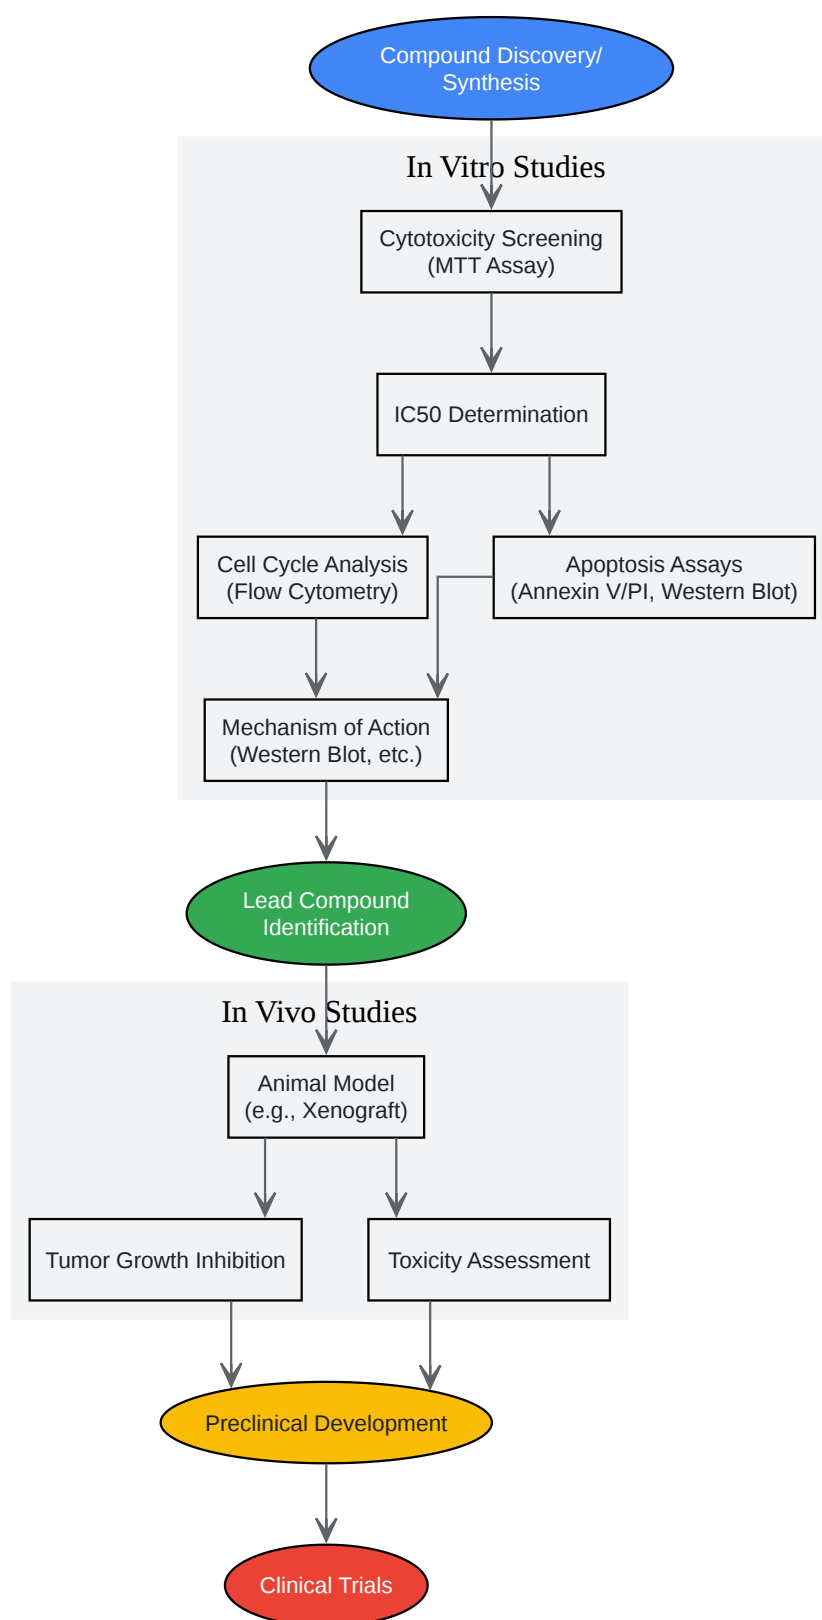 Compound Discovery/
Synthesis
In Vitro Studies
Cytotoxicity Screening
(MTT Assay)
IC50 Determination
Cell Cycle Analysis
(Flow Cytometry)
Apoptosis Assays
(Annexin V/PI, Western Blot)
Mechanism of Action
(Western Blot, etc.)
Lead Compound
Identification
In Vivo Studies
Animal Model
(e.g., Xenograft)
Tumor Growth Inhibition
Toxicity Assessment
Preclinical Development
Clinical Trials